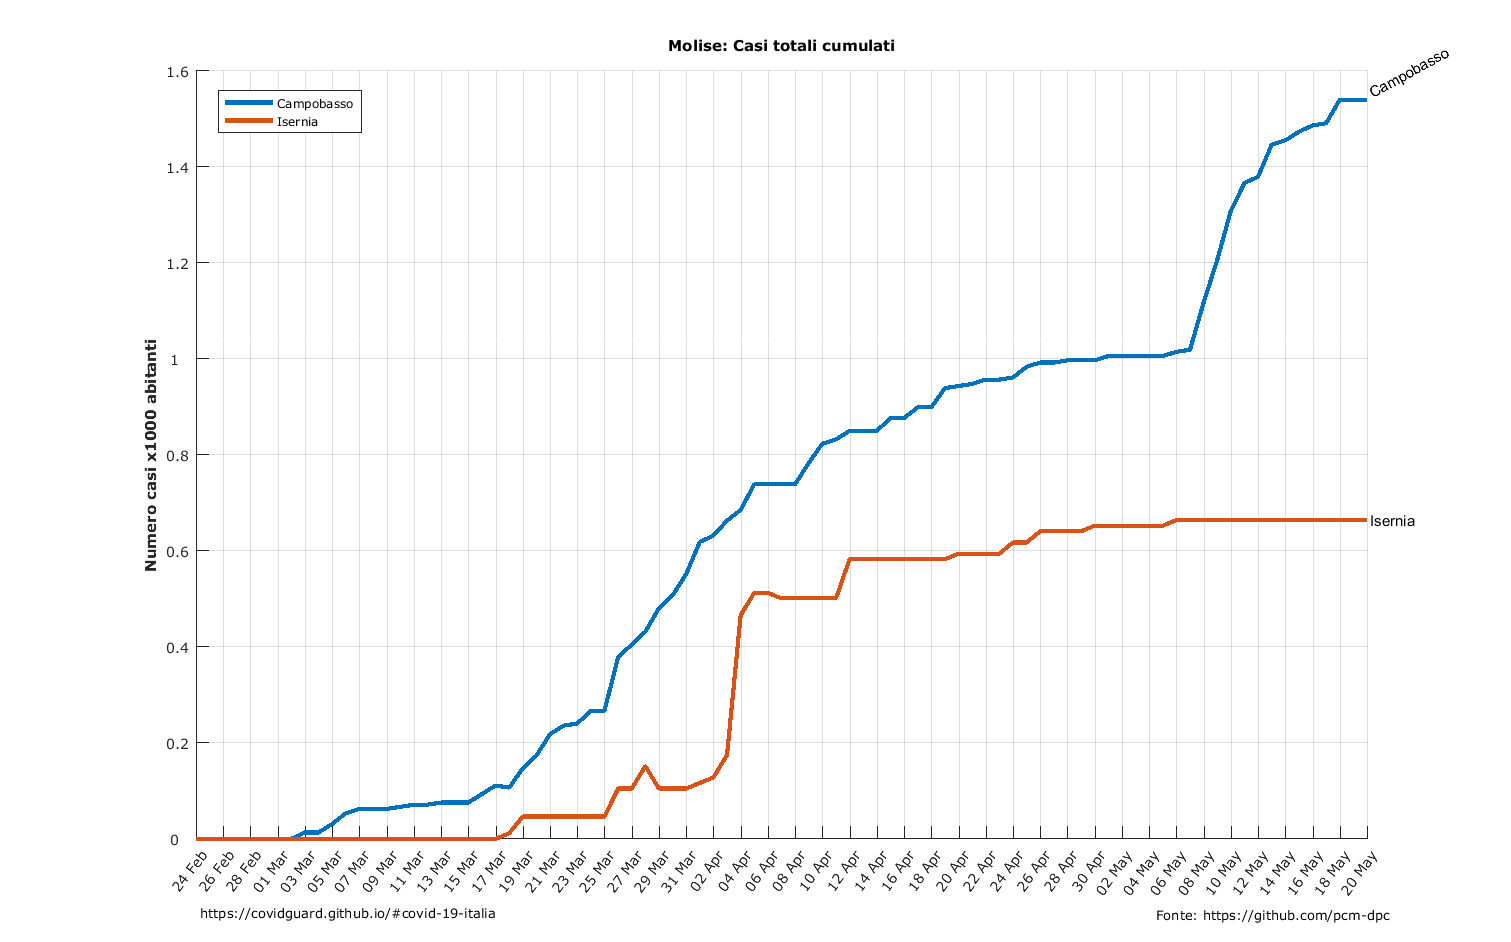 Molise: Casi totali cumulati
Campobasso
Isernia
Campobasso
Isernia
Numero casi x1000 abitanti
1.6
1.4
1.2
1
0.8
0.6
0.4
0.2
0
24 Feb
26 Feb
28 Feb
01 Mar
03 Mar
05 Mar
07 Mar
09 Mar
11 Mar
13 Mar
15 Mar
17 Mar
19 Mar
21 Mar
23 Mar
25 Mar
27 Mar
29 Mar
31 Mar
02 Apr
04 Apr
06 Apr
08 Apr
10 Apr
12 Apr
14 Apr
16 Apr
18 Apr
20 Apr
22 Apr
24 Apr
26 Apr
28 Apr
30 Apr
02 May
04 May
06 May
08 May
10 May
12 May
14 May
16 May
18 May
20 May
https://covidguard.github.io/#covid-19-italia
Fonte: https://github.com/pcm-dpc